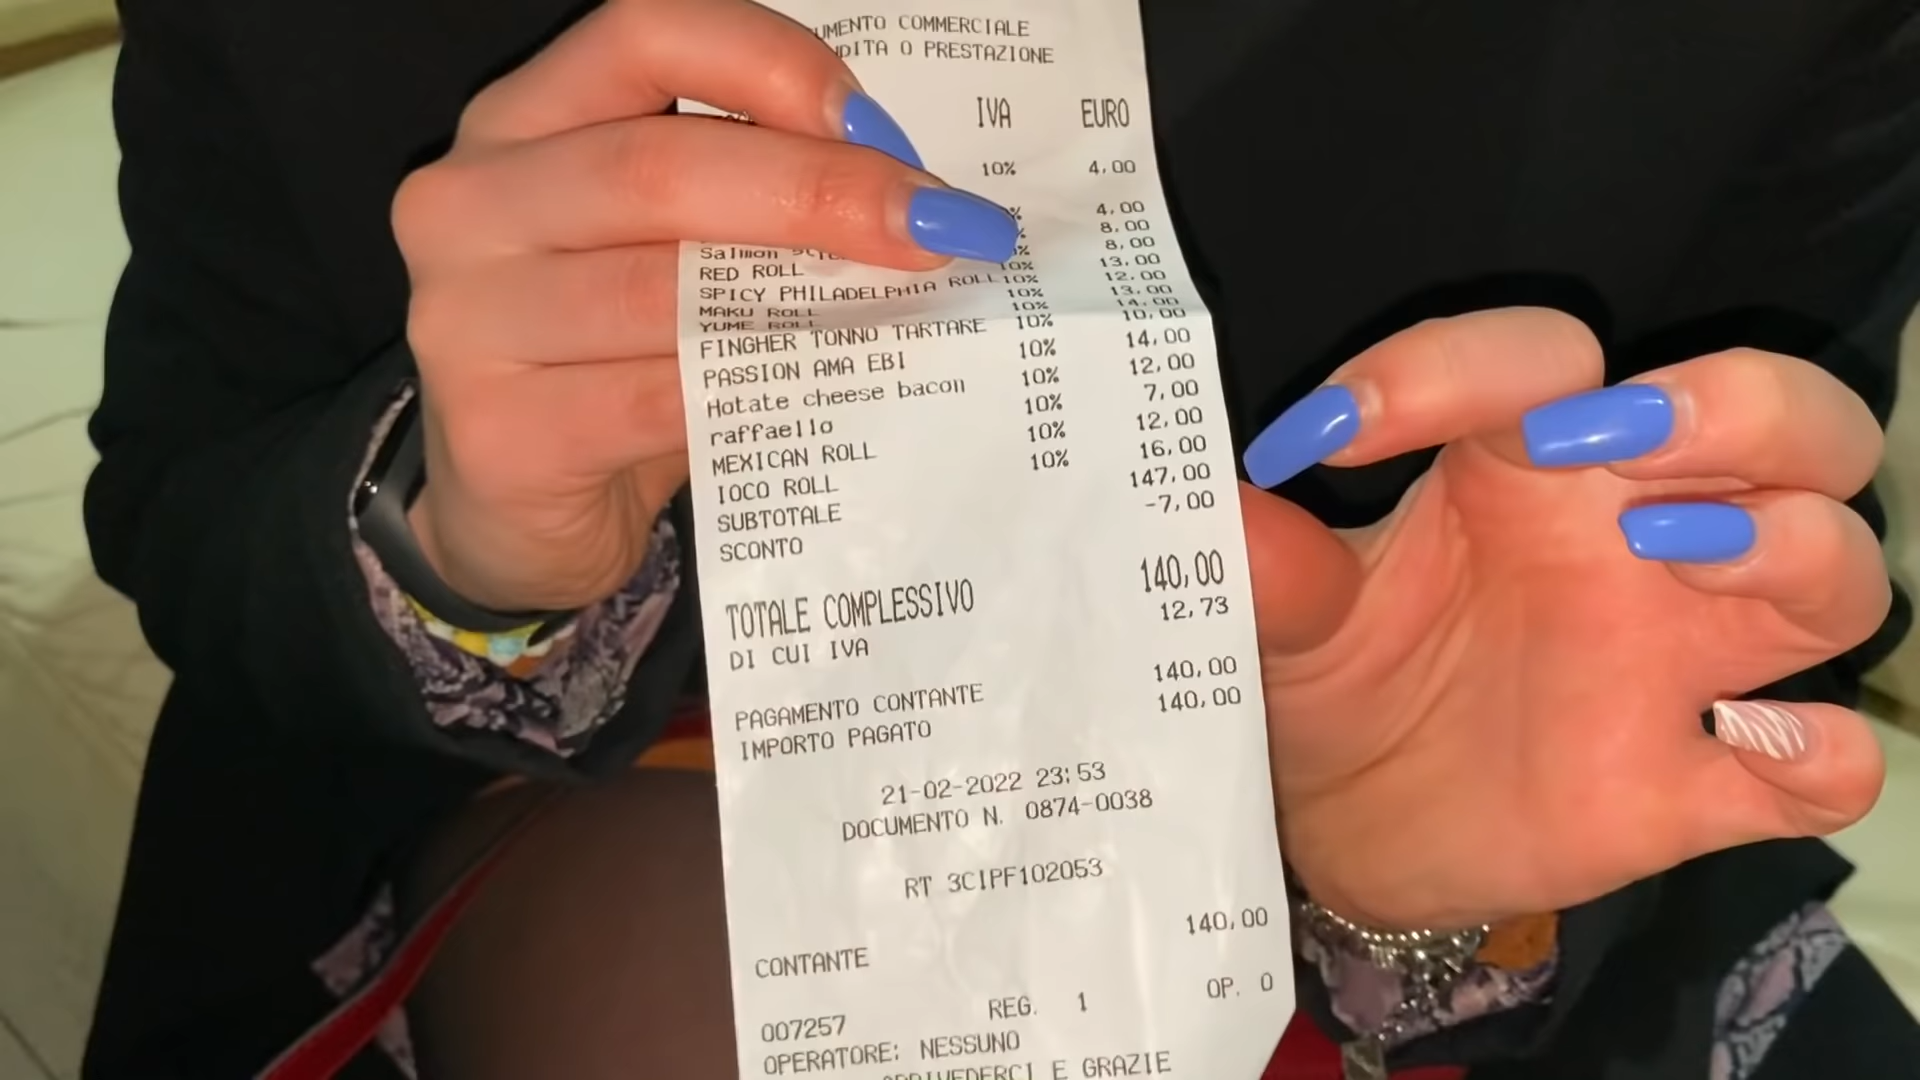 COMMERCIALE
O PRESTAZIONE
IVA EURO
10% 4,00
4,00
8,00
Salmon 8,00
RED ROLL 10% 13,00
SPICY PHILADELPHIA ROLL 10% 12,00
MAKU ROLL 10% 13,00
YUME ROLL 10% 14,00
FINGHER TONNO TARTARE 10% 10,00
PASSION AMA EBI 10% 14,00
Hotate cheese bacon 10% 12,00
raffaello 10% 7,00
MEXICAN ROLL 10% 12,00
IOCO ROLL 10% 16,00
SUBTOTALE 147,00
SCONTO -7,00
TOTALE COMPLESSIVO 140,00
DI CUI IVA 12,73
PAGAMENTO CONTANTE 140,00
IMPORTO PAGATO 140,00
21-02-2022 23:53
DOCUMENTO N. 0874-0038
RT 3CIPF102053
CONTANTE 140,00
007257 REG. 1 OP. 0
OPERATORE: NESSUNO
ARRIVEDERCI E GRAZIE